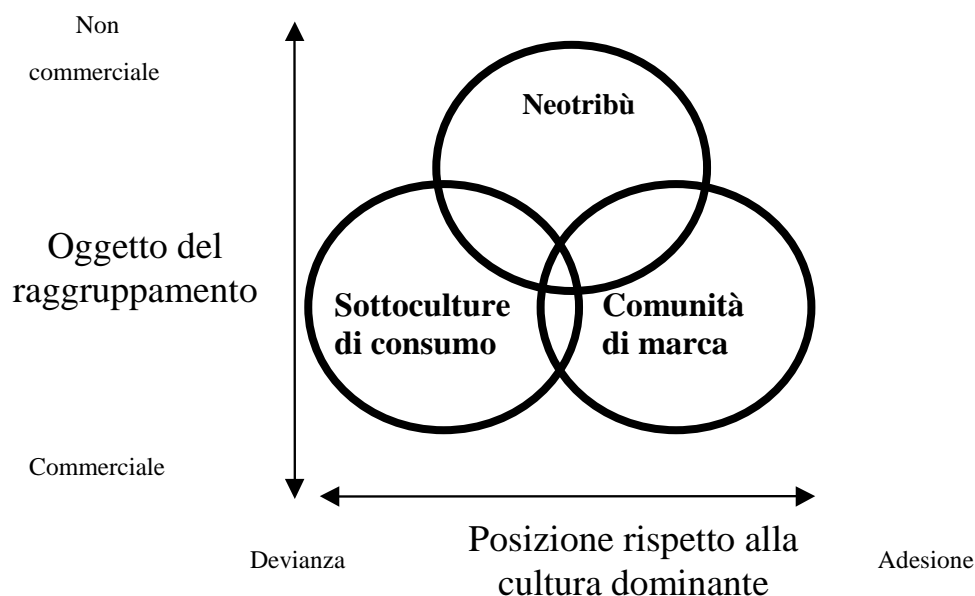 Non
commerciale
Neotribù
Oggetto del
raggruppamento
Sottoculture
di consumo
Comunità
di marca
Commerciale
Devianza
Posizione rispetto alla
cultura dominante
Adesione